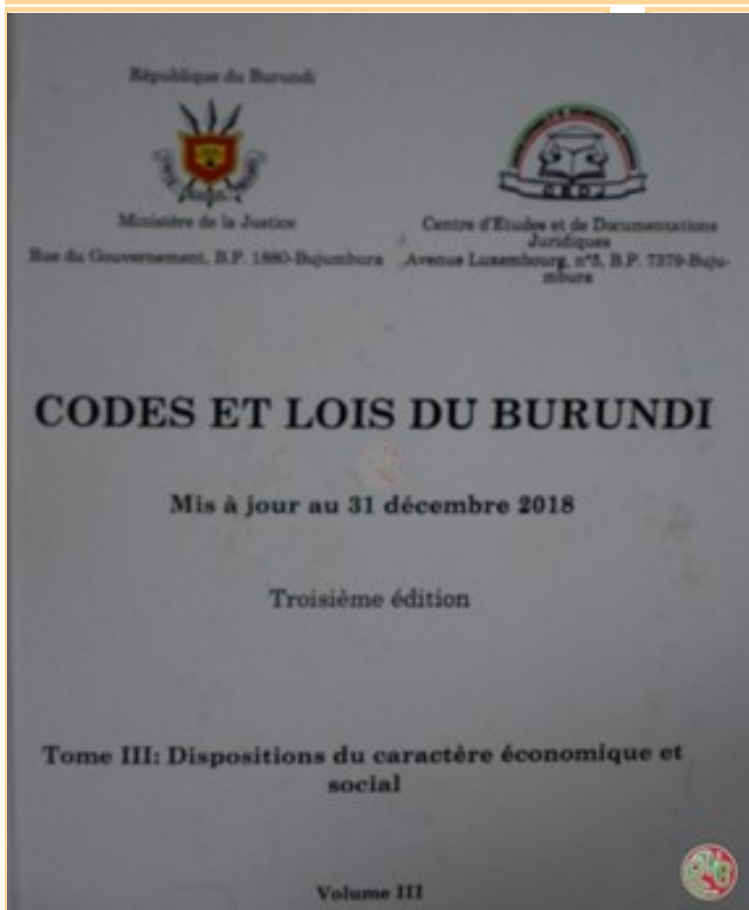 République du Burundi
CEDJ
Ministère de la Justice
Rue du Gouvernement, B.P. 1880-Bujumbura
Centre d'Etudes et de Documentations
Juridiques
Avenue Luxembourg, n°5, B.P. 7379-Buju-
mbura
CODES ET LOIS DU BURUNDI
Mis à jour au 31 décembre 2018
Troisième édition
Tome III: Dispositions du caractère économique et
social
Volume III